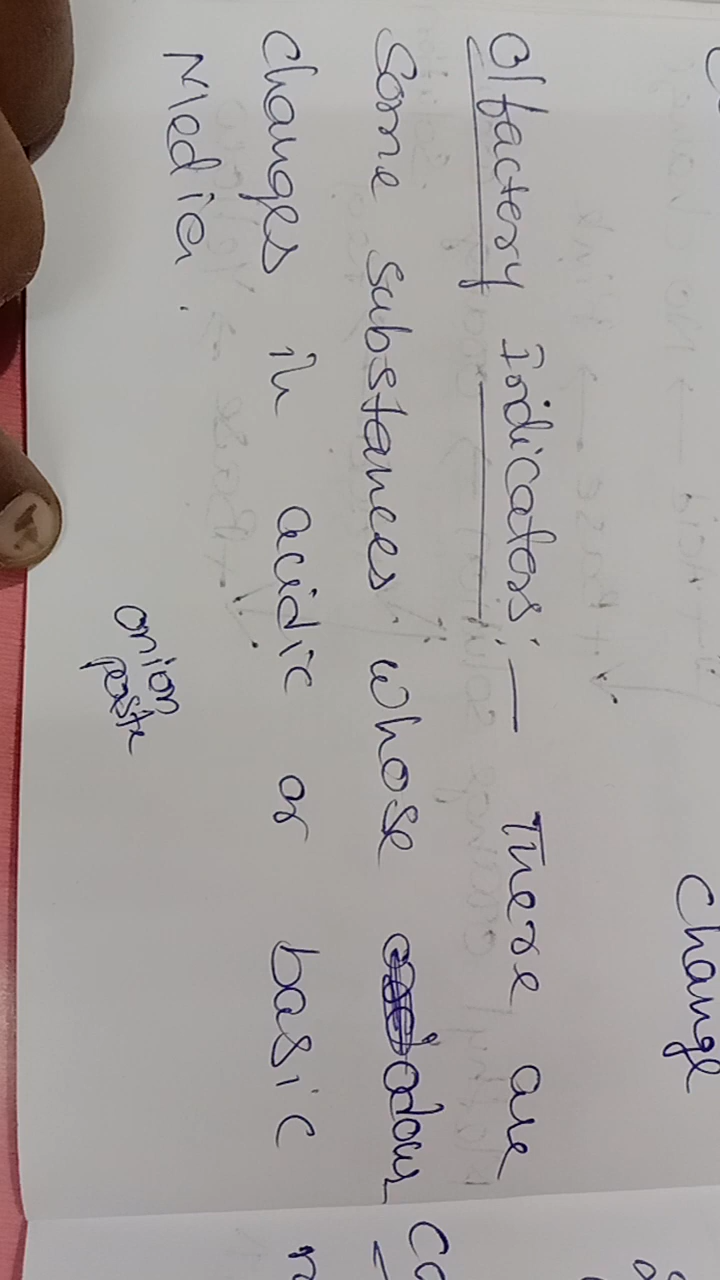 change
Olfactory Indicators :— There are
some substances whose odour
changes in acidic or basic
Media.
onion
paste